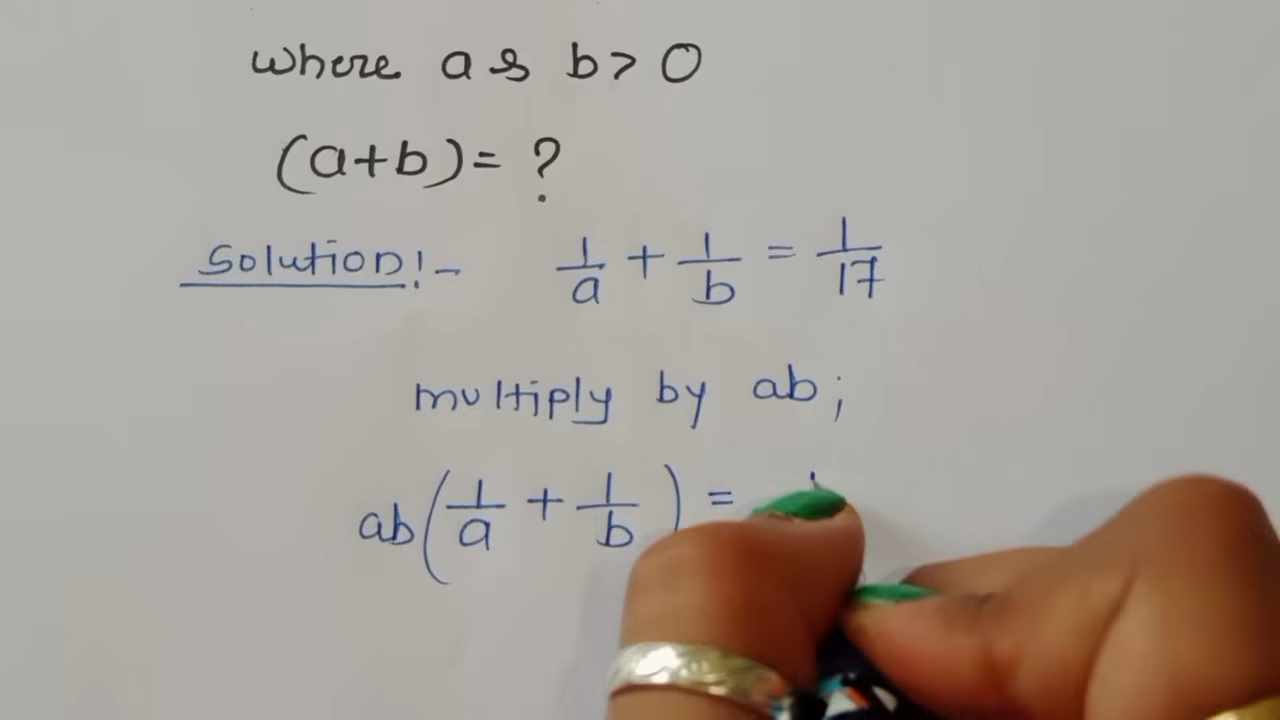 where a & b > 0
(a+b) = ?
Solution!- 1/a + 1/b = 1/17
multiply by ab;
ab(1/a + 1/b) =